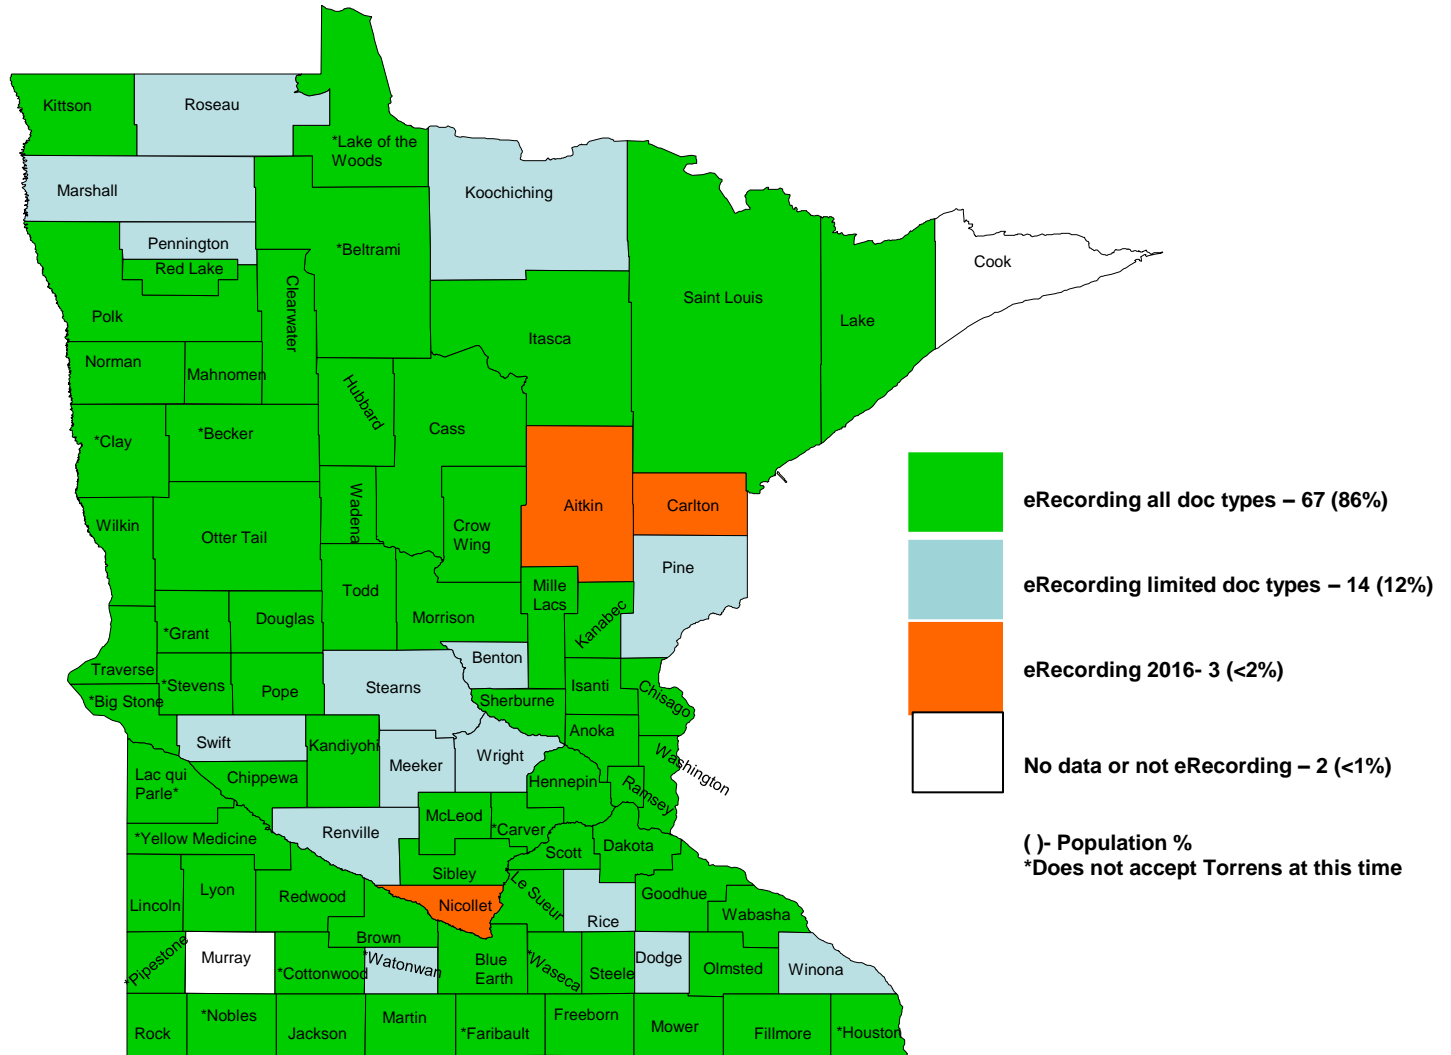 Kittson
Roseau
*Lake of the
Woods
Marshall
Koochiching
Pennington
*Beltrami
Red Lake
Cook
Clearwater
Saint Louis
Polk
Lake
Itasca
Norman
Mahnomen
Hubbard
*Clay
*Becker
Cass
Aitkin
Carlton
Wadena
Wilkin
Otter Tail
Crow
Wing
Pine
Mille
Lacs
Todd
Douglas
Morrison
Kanabec
*Grant
Benton
Traverse
*Stevens
Pope
Stearns
Isanti
Chisago
*Big Stone
Sherburne
Anoka
Swift
Kandiyohi
Wright
Washington
Meeker
Lac qui
Parle*
Chippewa
Hennepin
Ramsey
McLeod
*Carver
Renville
*Yellow Medicine
*
Dakota
Scott
Sibley
Lyon
Redwood
Le Sueur
Goodhue
Lincoln
Nicollet
Rice
Wabasha
Brown
*Pipestone
Murray
*Cottonwood
*Watonwan
Blue
Earth
*Waseca
Steele
Dodge
Olmsted
Winona
Rock
*Nobles
Jackson
Martin
*Faribault
Freeborn
Mower
Fillmore
*Houston
eRecording all doc types – 67 (86%)
eRecording limited doc types – 14 (12%)
eRecording 2016- 3 (<2%)
No data or not eRecording – 2 (<1%)
( )- Population %
*Does not accept Torrens at this time